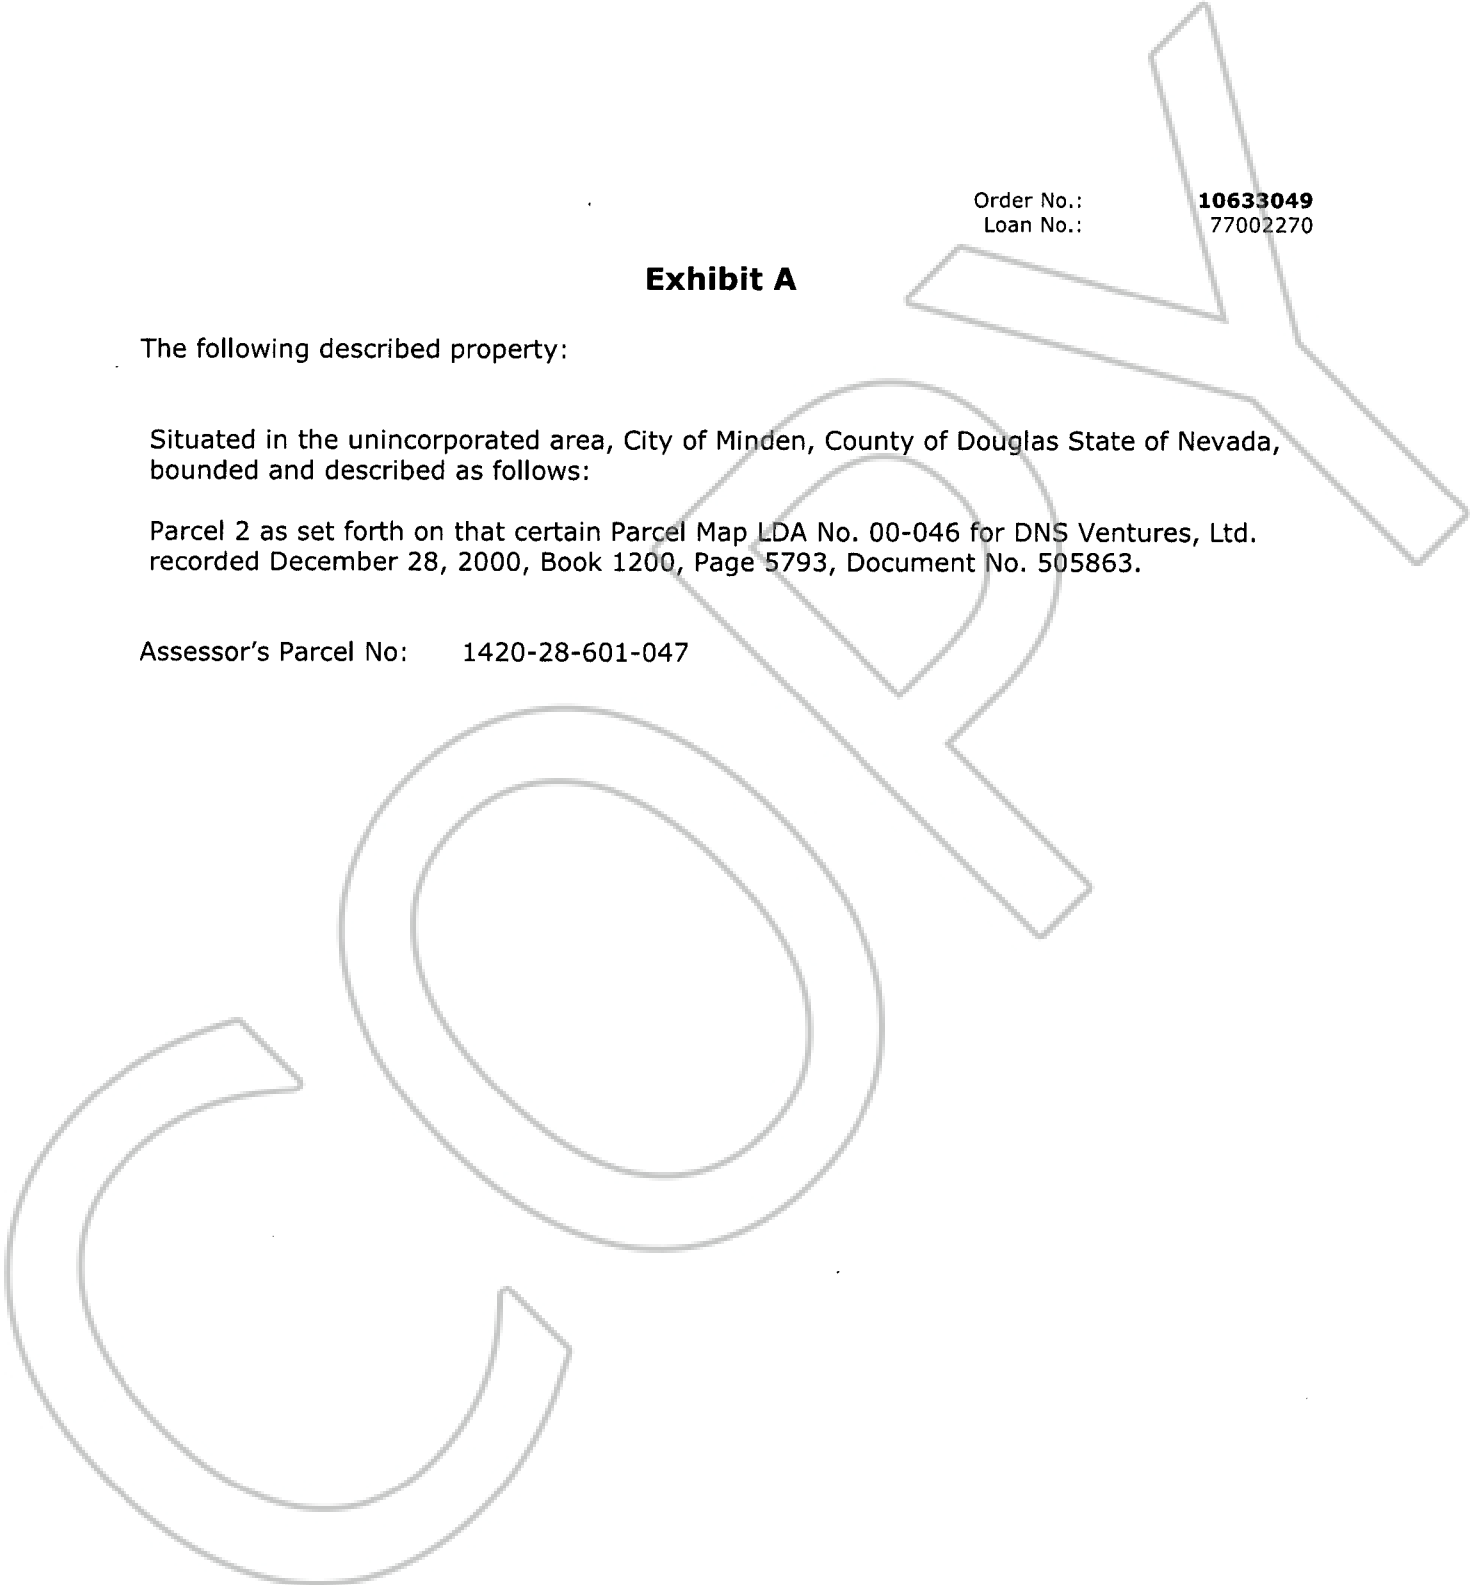 Order No.: 10633049
Loan No.: 77002270
Exhibit A
The following described property:
Situated in the unincorporated area, City of Minden, County of Douglas State of Nevada,
bounded and described as follows:
Parcel 2 as set forth on that certain Parcel Map LDA No. 00-046 for DNS Ventures, Ltd.
recorded December 28, 2000, Book 1200, Page 5793, Document No. 505863.
Assessor's Parcel No: 1420-28-601-047
COPY